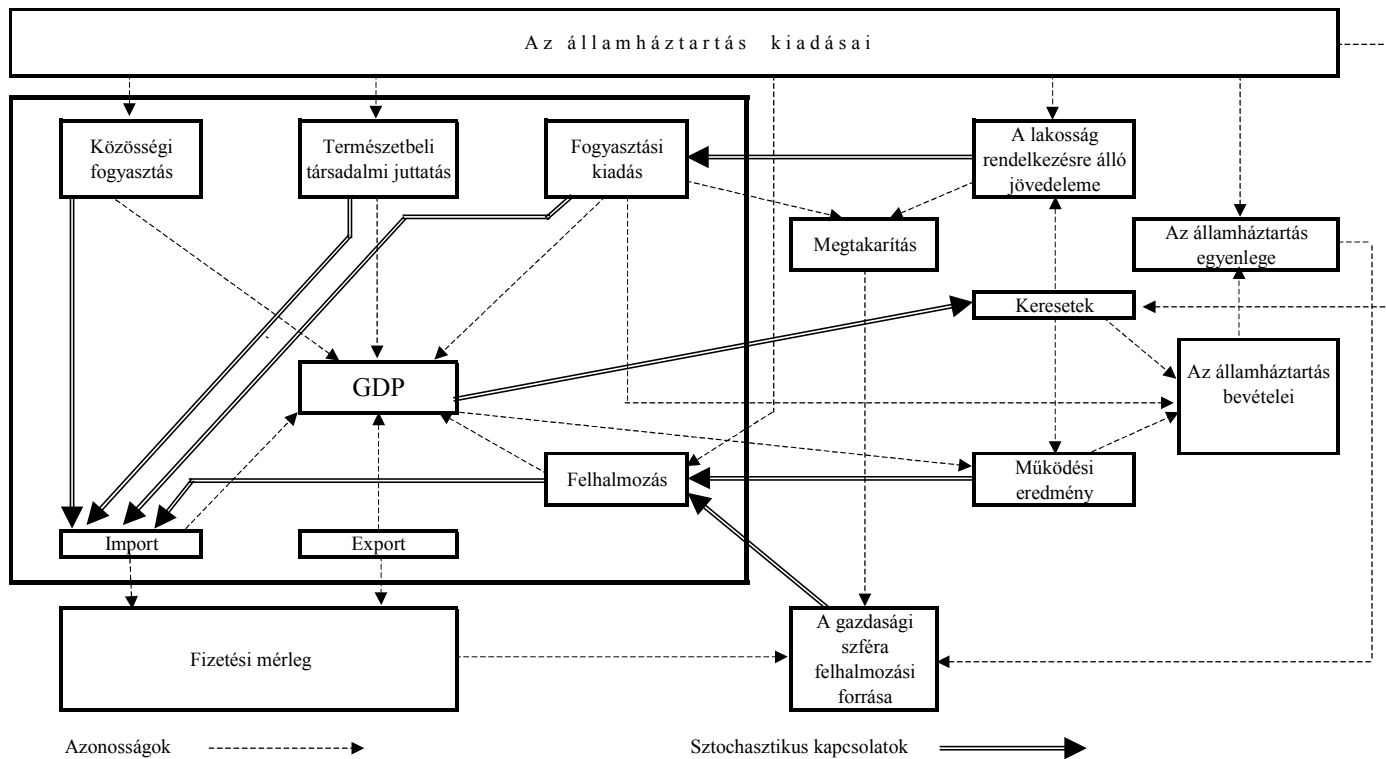 Az államháztartás kiadásai
Közösségi
fogyasztás
Természetbeli
társadalmi juttatás
Fogyasztási
kiadás
A lakosság
rendelkezésre álló
jövedeleme
Megtakarítás
Az államháztartás
egyenlege
Keresetek
GDP
Az államháztartás
bevételei
Felhalmozás
Működési
eredmény
Import
Export
Fizetési mérleg
A gazdasági
szféra
felhalmozási
forrása
Azonosságok
Sztochasztikus kapcsolatok